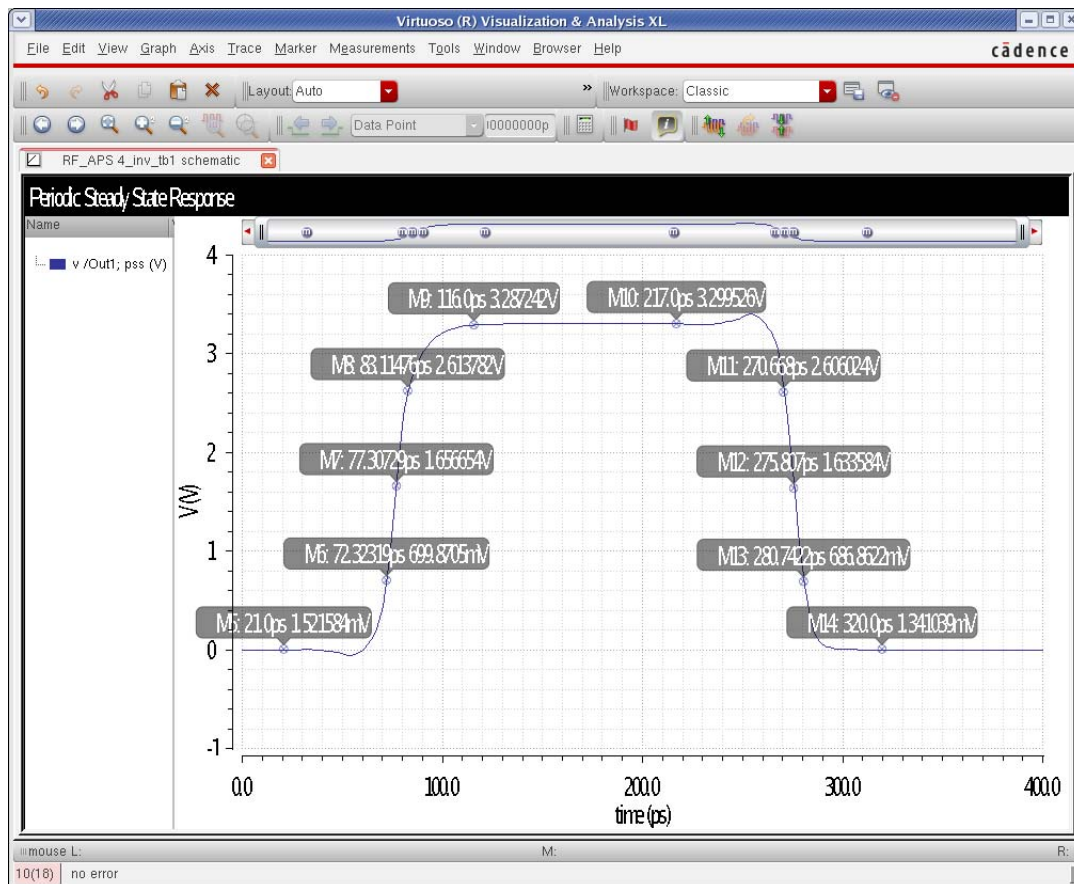 Virtuoso (R) Visualization & Analysis XL
File Edit View Graph Axis Trace Marker Measurements Tools Window Browser Help
cādence
Layout: Auto » Workspace: Classic
Data Point 10000000p
RF_APS 4_inv_tb1 schematic
Periodic Steady State Response
Name
v /Out1; pss (V)
4
M9: 116.0ps 3.287242V M10: 217.0ps 3.299526V
3
M8: 83.11476ps 2.613782V M11: 270.668ps 2.606024V
2
M7: 77.30729ps 1.656654V M12: 275.807ps 1.633584V
V (V)
1
M6: 72.32319ps 699.8705mV M13: 280.7422ps 686.8622mV
M5: 21.0ps 1.521584mV M14: 320.0ps 1.341039mV
0
-1
0.0 100.0 200.0 300.0 400.0
time (ps)
mouse L: M: R:
10(18) no error